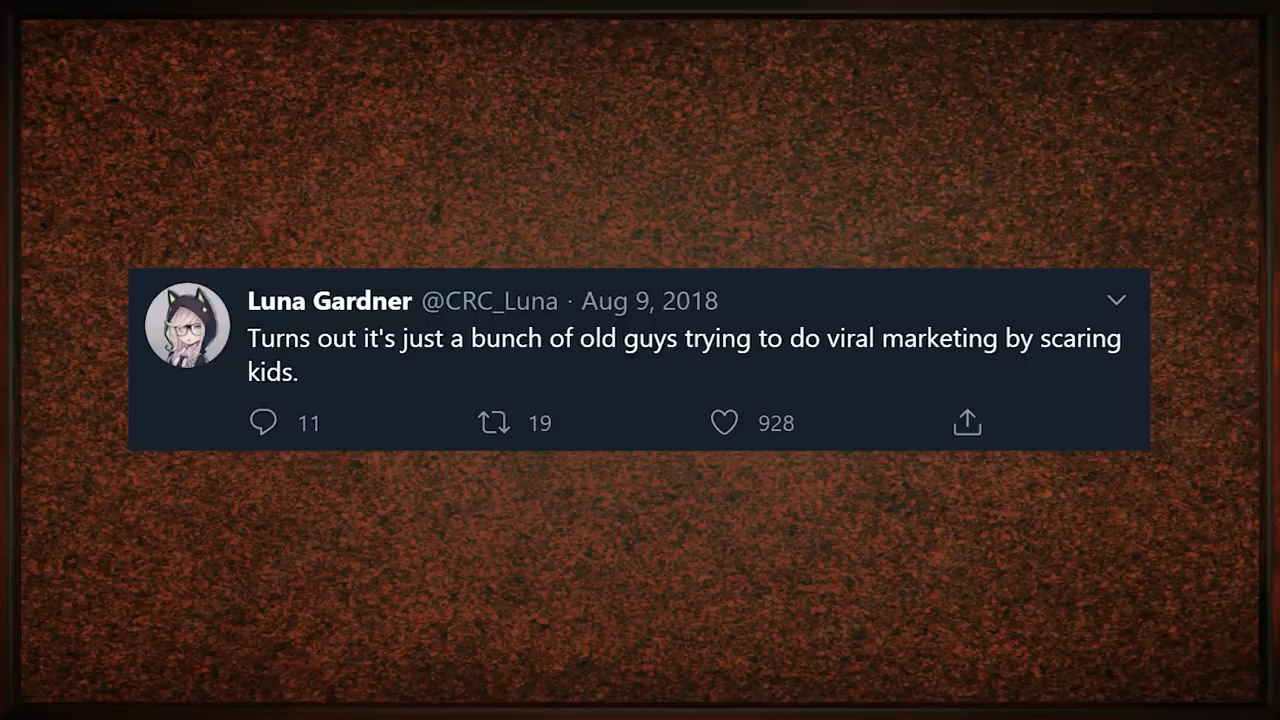 Luna Gardner @CRC_Luna · Aug 9, 2018
Turns out it's just a bunch of old guys trying to do viral marketing by scaring
kids.
11 19 928